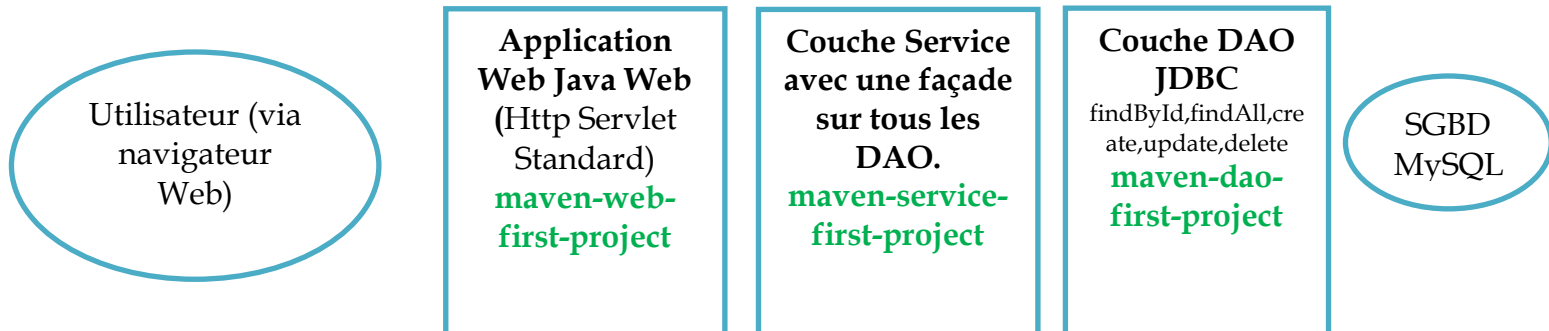 Utilisateur (via
navigateur
Web)
Application
Web Java Web
(Http Servlet
Standard)
maven-web-
first-project
Couche Service
avec une façade
sur tous les
DAO.
maven-service-
first-project
Couche DAO
JDBC
findById,findAll,cre
ate,update,delete
maven-dao-
first-project
SGBD
MySQL